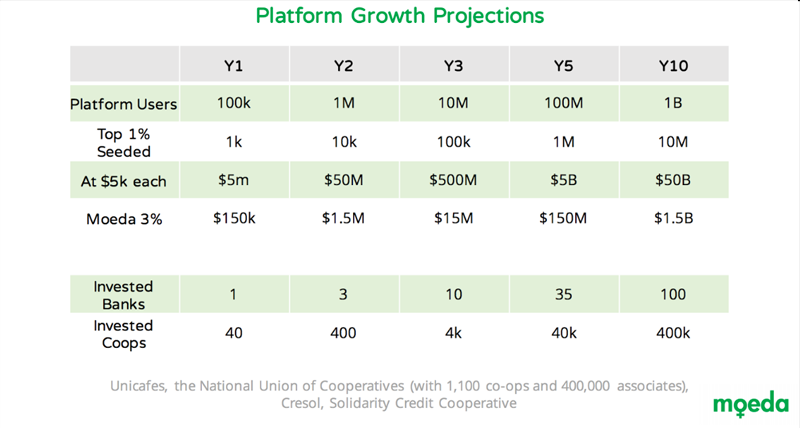 Platform Growth Projections
Y1 Y2 Y3 Y5 Y10
Platform Users 100k 1M 10M 100M 1B
Top 1%
Seeded 1k 10k 100k 1M 10M
At $5k each $5m $50M $500M $5B $50B
Moeda 3% $150k $1.5M $15M $150M $1.5B
Invested
Banks 1 3 10 35 100
Invested
Coops 40 400 4k 40k 400k
Unicafes, the National Union of Cooperatives (with 1,100 co-ops and 400,000 associates),
Cresol, Solidarity Credit Cooperative
moeda